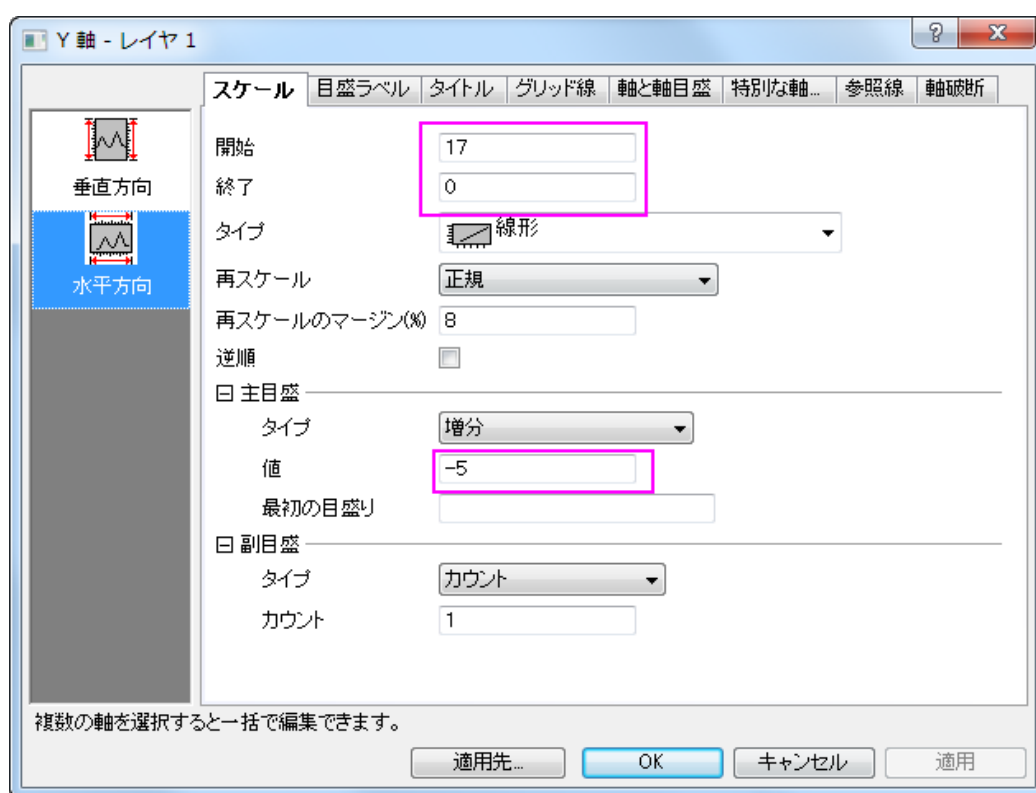 Y 軸 - レイヤ 1
スケール 目盛ラベル タイトル グリッド線 軸と軸目盛 特別な軸... 参照線 軸破断
垂直方向
水平方向
開始 17
終了 0
タイプ 線形
再スケール 正規
再スケールのマージン(%) 8
逆順
主目盛
タイプ 増分
値 -5
最初の目盛り
副目盛
タイプ カウント
カウント 1
複数の軸を選択すると一括で編集できます。
適用先... OK キャンセル 適用